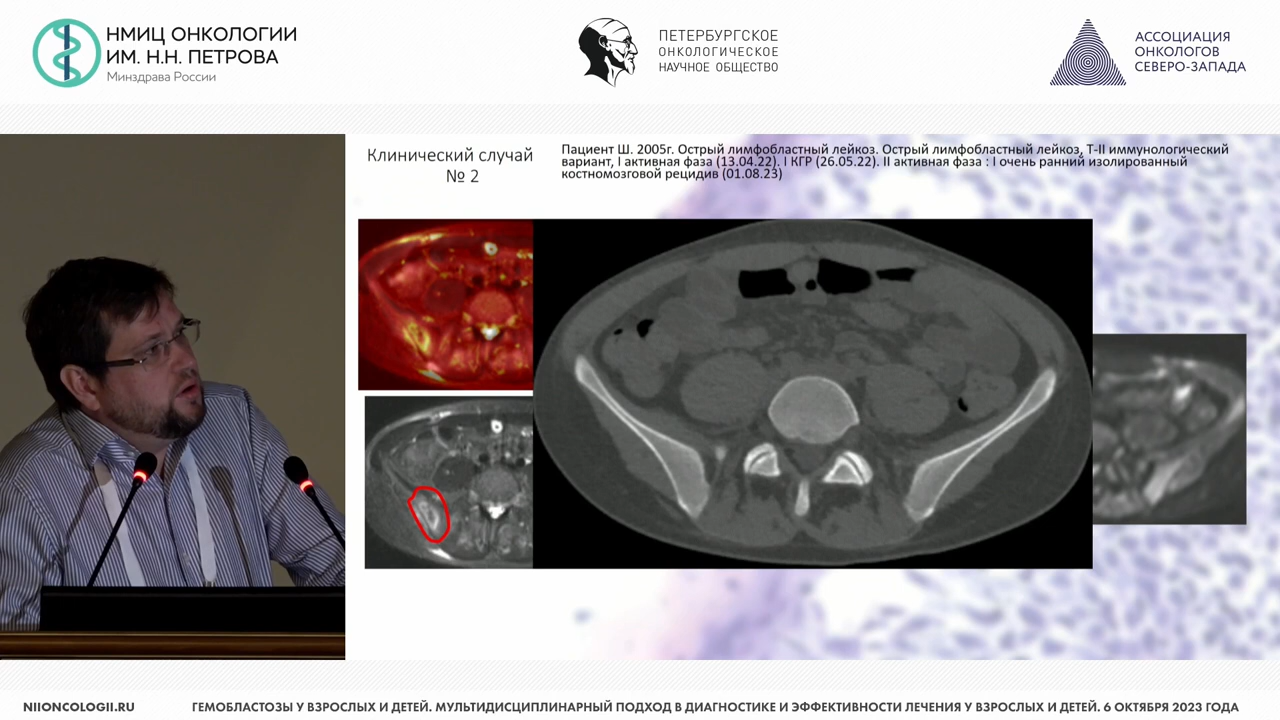 НМИЦ ОНКОЛОГИИ
ИМ. Н.Н. ПЕТРОВА
Минздрава России
ПЕТЕРБУРГСКОЕ
ОНКОЛОГИЧЕСКОЕ
НАУЧНОЕ ОБЩЕСТВО
АССОЦИАЦИЯ
ОНКОЛОГОВ
СЕВЕРО-ЗАПАДА
Клинический случай
№ 2
Пациент Ш. 2005г. Острый лимфобластный лейкоз. Острый лимфобластный лейкоз, Т-II иммунологический
вариант, I активная фаза (13.04.22). I КГР (26.05.22). II активная фаза : I очень ранний изолированный
костномозговой рецидив (01.08.23)
NIIONCOLOGII.RU
ГЕМОБЛАСТОЗЫ У ВЗРОСЛЫХ И ДЕТЕЙ. МУЛЬТИДИСЦИПЛИНАРНЫЙ ПОДХОД В ДИАГНОСТИКЕ И ЭФФЕКТИВНОСТИ ЛЕЧЕНИЯ У ВЗРОСЛЫХ И ДЕТЕЙ. 6 ОКТЯБРЯ 2023 ГОДА